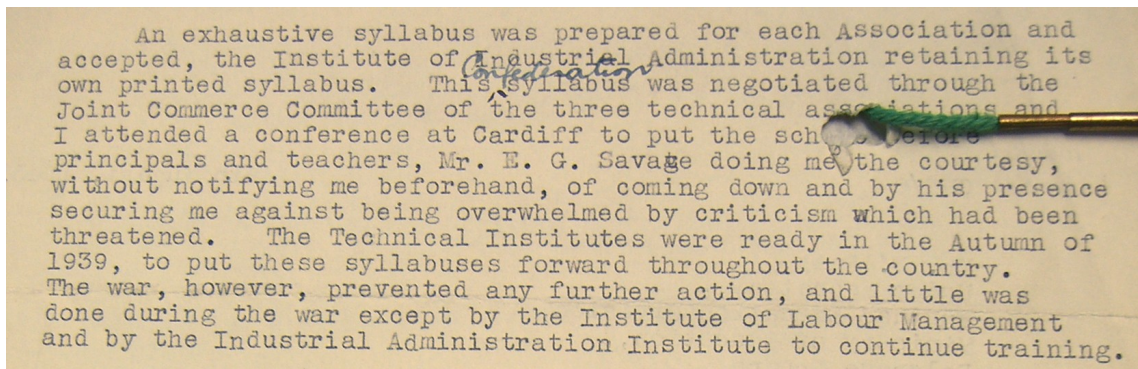 An exhaustive syllabus was prepared for each Association and
accepted, the Institute of Industrial Administration retaining its
Confederation
own printed syllabus. This syllabus was negotiated through the
Joint Commerce Committee of the three technical associations and
I attended a conference at Cardiff to put the before
principals and teachers, Mr. E. G. Savage doing me the courtesy,
without notifying me beforehand, of coming down and by his presence
securing me against being overwhelmed by criticism which had been
threatened. The Technical Institutes were ready in the Autumn of
1939, to put these syllabuses forward throughout the country.
The war, however, prevented any further action, and little was
done during the war except by the Institute of Labour Management
and by the Industrial Administration Institute to continue training.